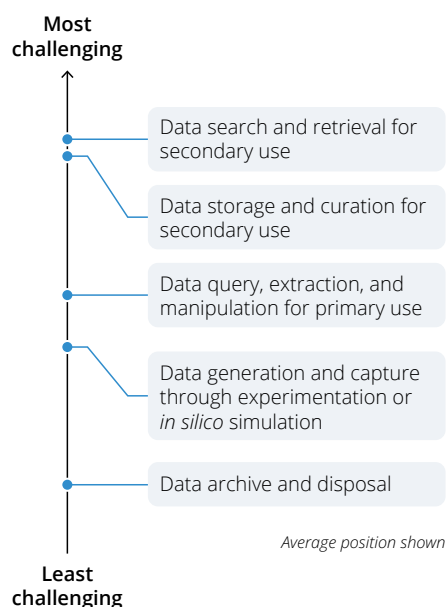 Most
challenging
Data search and retrieval for
secondary use
Data storage and curation for
secondary use
Data query, extraction, and
manipulation for primary use
Data generation and capture
through experimentation or
in silico simulation
Data archive and disposal
Average position shown
Least
challenging